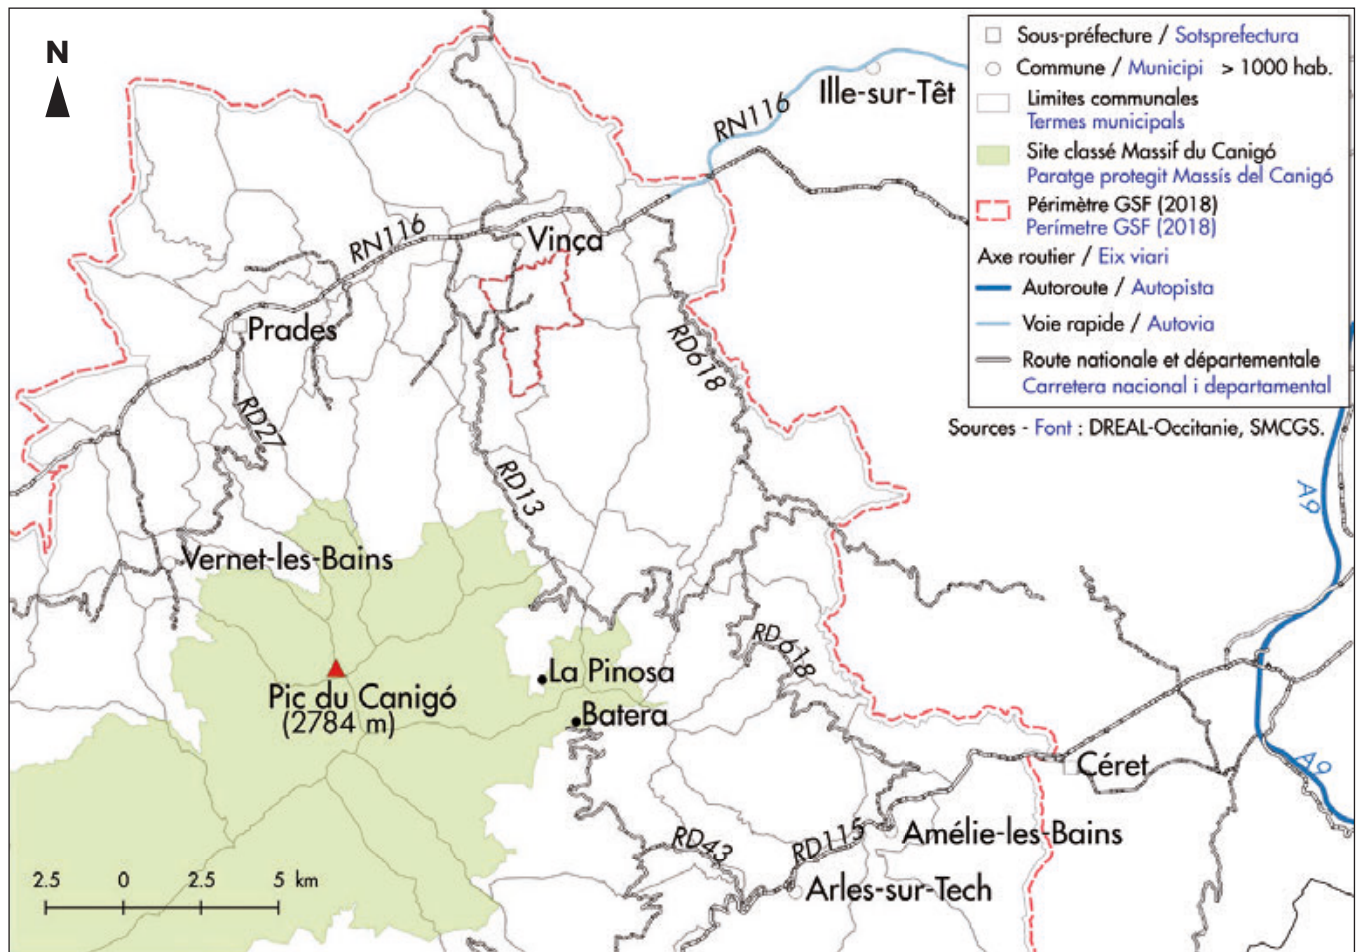 N
Sous-préfecture / Sotsprefectura
Commune / Municipi > 1000 hab.
Limites communales
Termes municipals
Site classé Massif du Canigó
Paratge protegit Massís del Canigó
Périmètre GSF (2018)
Perímetre GSF (2018)
Axe routier / Eix viari
Autoroute / Autopista
Voie rapide / Autovia
Route nationale et départementale
Carretera nacional i departamental
Sources - Font : DREAL-Occitanie, SMCGS.
Ille-sur-Têt
RN116
RN116
Vinça
Prades
RD618
RD27
RD13
A9
Vernet-les-Bains
RD618
La Pinosa
Pic du Canigó
(2784 m)
Batera
Céret
A9
Amélie-les-Bains
RD115
RD43
Arles-sur-Tech
2.5 0 2.5 5 km